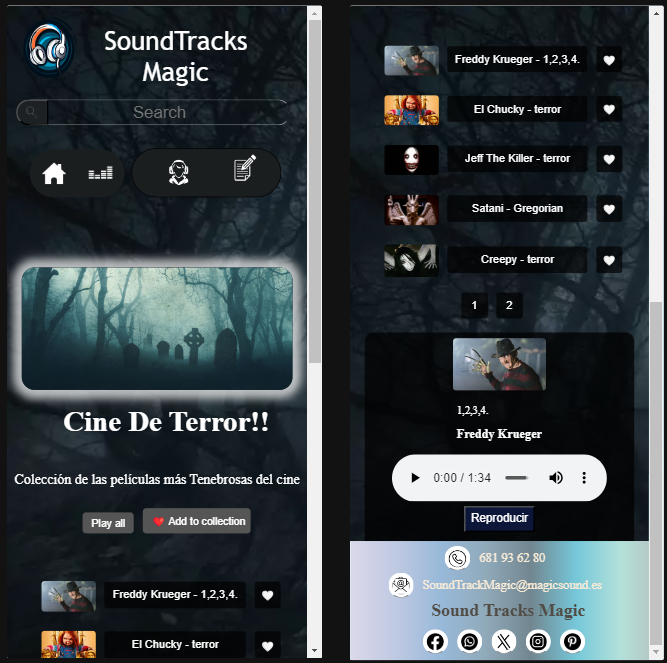 SoundTracks
Magic
Search
Cine De Terror!!
Colección de las películas más Tenebrosas del cine
Play all
Add to collection
Freddy Krueger - 1,2,3,4.
El Chucky - terror
Freddy Krueger - 1,2,3,4.
El Chucky - terror
Jeff The Killer - terror
Satani - Gregorian
Creepy - terror
1 2
1,2,3,4.
Freddy Krueger
0:00 / 1:34
Reproducir
681 93 62 80
SoundTrackMagic@magicsound.es
Sound Tracks Magic